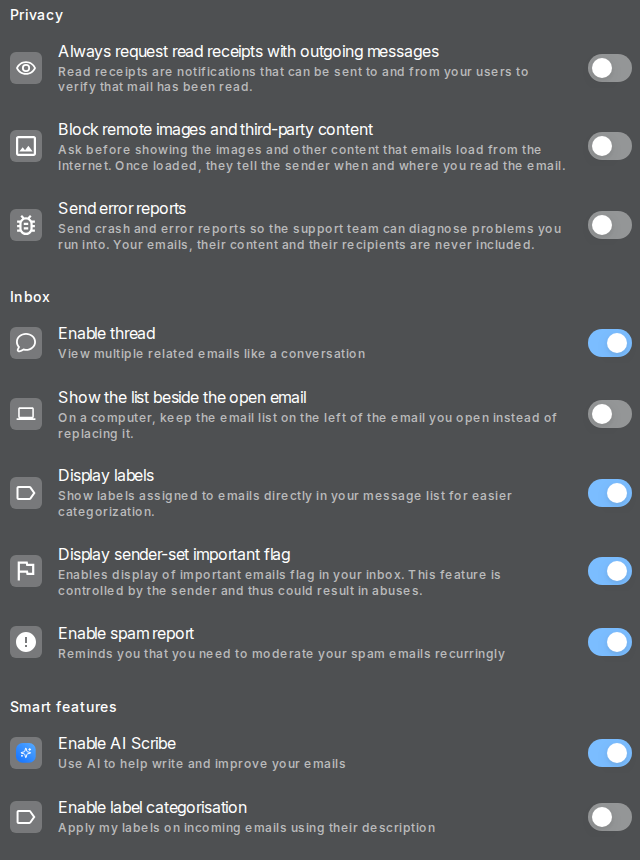 Privacy
Always request read receipts with outgoing messages
Read receipts are notifications that can be sent to and from your users to
verify that mail has been read.
Block remote images and third-party content
Ask before showing the images and other content that emails load from the
Internet. Once loaded, they tell the sender when and where you read the email.
Send error reports
Send crash and error reports so the support team can diagnose problems you
run into. Your emails, their content and their recipients are never included.
Inbox
Enable thread
View multiple related emails like a conversation
Show the list beside the open email
On a computer, keep the email list on the left of the email you open instead of
replacing it.
Display labels
Show labels assigned to emails directly in your message list for easier
categorization.
Display sender-set important flag
Enables display of important emails flag in your inbox. This feature is
controlled by the sender and thus could result in abuses.
Enable spam report
Reminds you that you need to moderate your spam emails recurringly
Smart features
Enable AI Scribe
Use AI to help write and improve your emails
Enable label categorisation
Apply my labels on incoming emails using their description